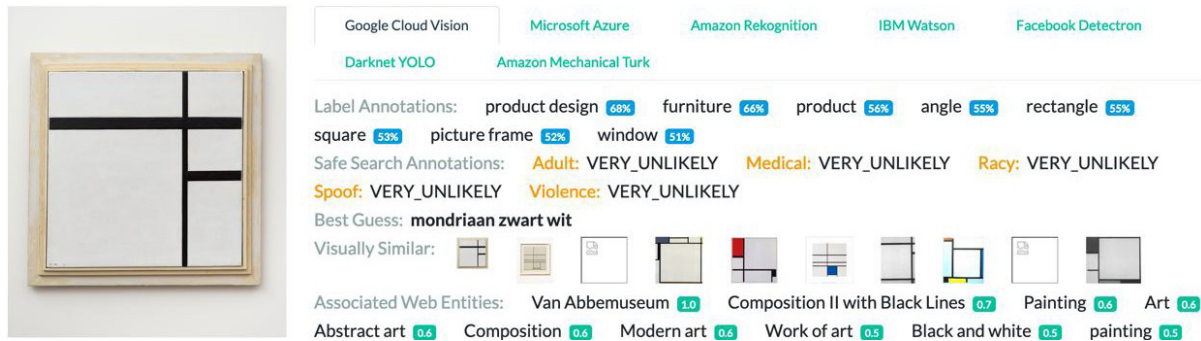 Google Cloud Vision Microsoft Azure Amazon Rekognition IBM Watson Facebook Detectron
Darknet YOLO Amazon Mechanical Turk
Label Annotations: product design 68% furniture 66% product 56% angle 55% rectangle 55%
square 53% picture frame 52% window 51%
Safe Search Annotations: Adult: VERY_UNLIKELY Medical: VERY_UNLIKELY Racy: VERY_UNLIKELY
Spoof: VERY_UNLIKELY Violence: VERY_UNLIKELY
Best Guess: mondriaan zwart wit
Visually Similar:
Associated Web Entities: Van Abbemuseum 1.0 Composition II with Black Lines 0.7 Painting 0.6 Art 0.6
Abstract art 0.6 Composition 0.6 Modern art 0.6 Work of art 0.5 Black and white 0.5 painting 0.5